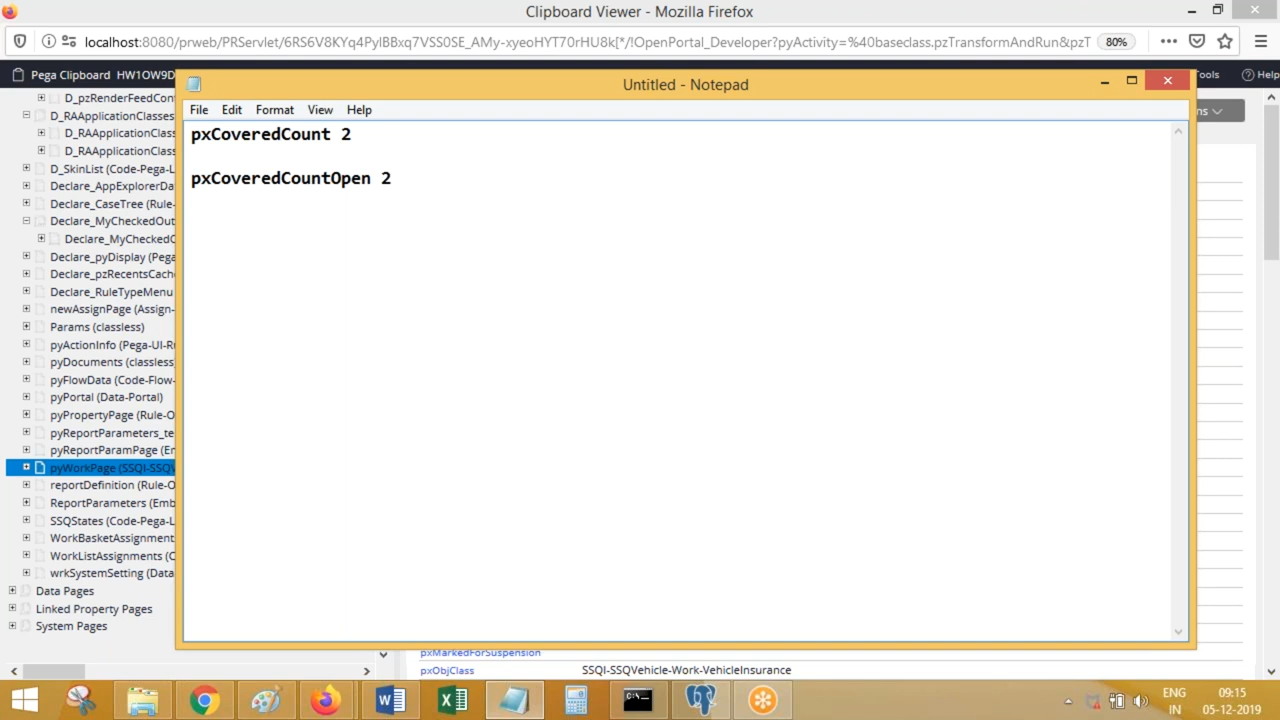 Clipboard Viewer - Mozilla Firefox
localhost:8080/prweb/PRServlet/6RS6V8KYq4PyIBBxq7VSS0SE_AMy-xyeoHYT70rHU8k[*/!OpenPortal_Developer?pyActivity=%40baseclass.pzTransformAndRun&pzT
80%
Pega Clipboard HW1OW9D
ools
Help
Untitled - Notepad
File Edit Format View Help
pxCoveredCount 2
pxCoveredCountOpen 2
D_pzRenderFeedCon
D_RAApplicationClasses
D_RAApplicationClass
D_RAApplicationClass
D_SkinList (Code-Pega-L
Declare_AppExplorerDa
Declare_CaseTree (Rule-
Declare_MyCheckedOut
Declare_MyCheckedC
Declare_pyDisplay (Pega
Declare_pzRecentsCach
Declare_RuleTypeMenu
newAssignPage (Assign-
Params (classless)
pyActionInfo (Pega-UI-R
pyDocuments (classless
pyFlowData (Code-Flow-
pyPortal (Data-Portal)
pyPropertyPage (Rule-O
pyReportParameters_te
pyReportParamPage (Er
pyWorkPage (SSQI-SSQV
reportDefinition (Rule-O
ReportParameters (Emb
SSQStates (Code-Pega-L
WorkBasketAssignment
WorkListAssignments (C
wrkSystemSetting (Data
Data Pages
Linked Property Pages
System Pages
ns
pxMarkedForSuspension
pxObjClass SSQI-SSQVehicle-Work-VehicleInsurance
ENG
IN
09:15
05-12-2019